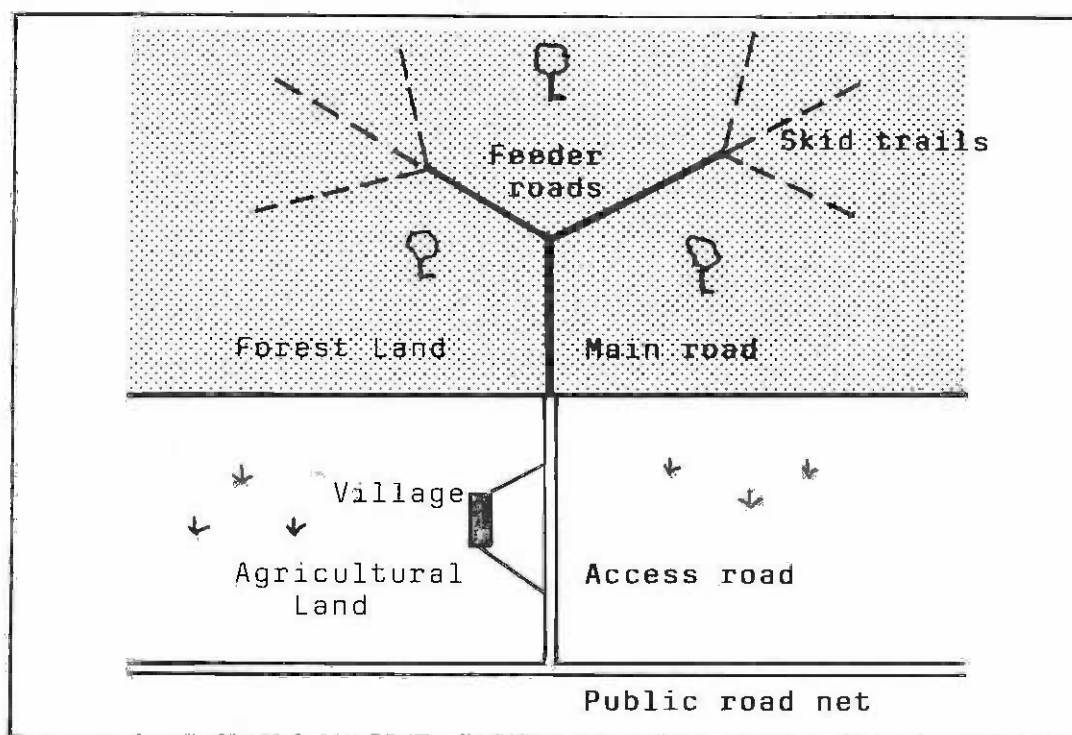 Feeder
roads
Skid trails
Forest Land
Main road
Village
Agricultural
Land
Access road
Public road net